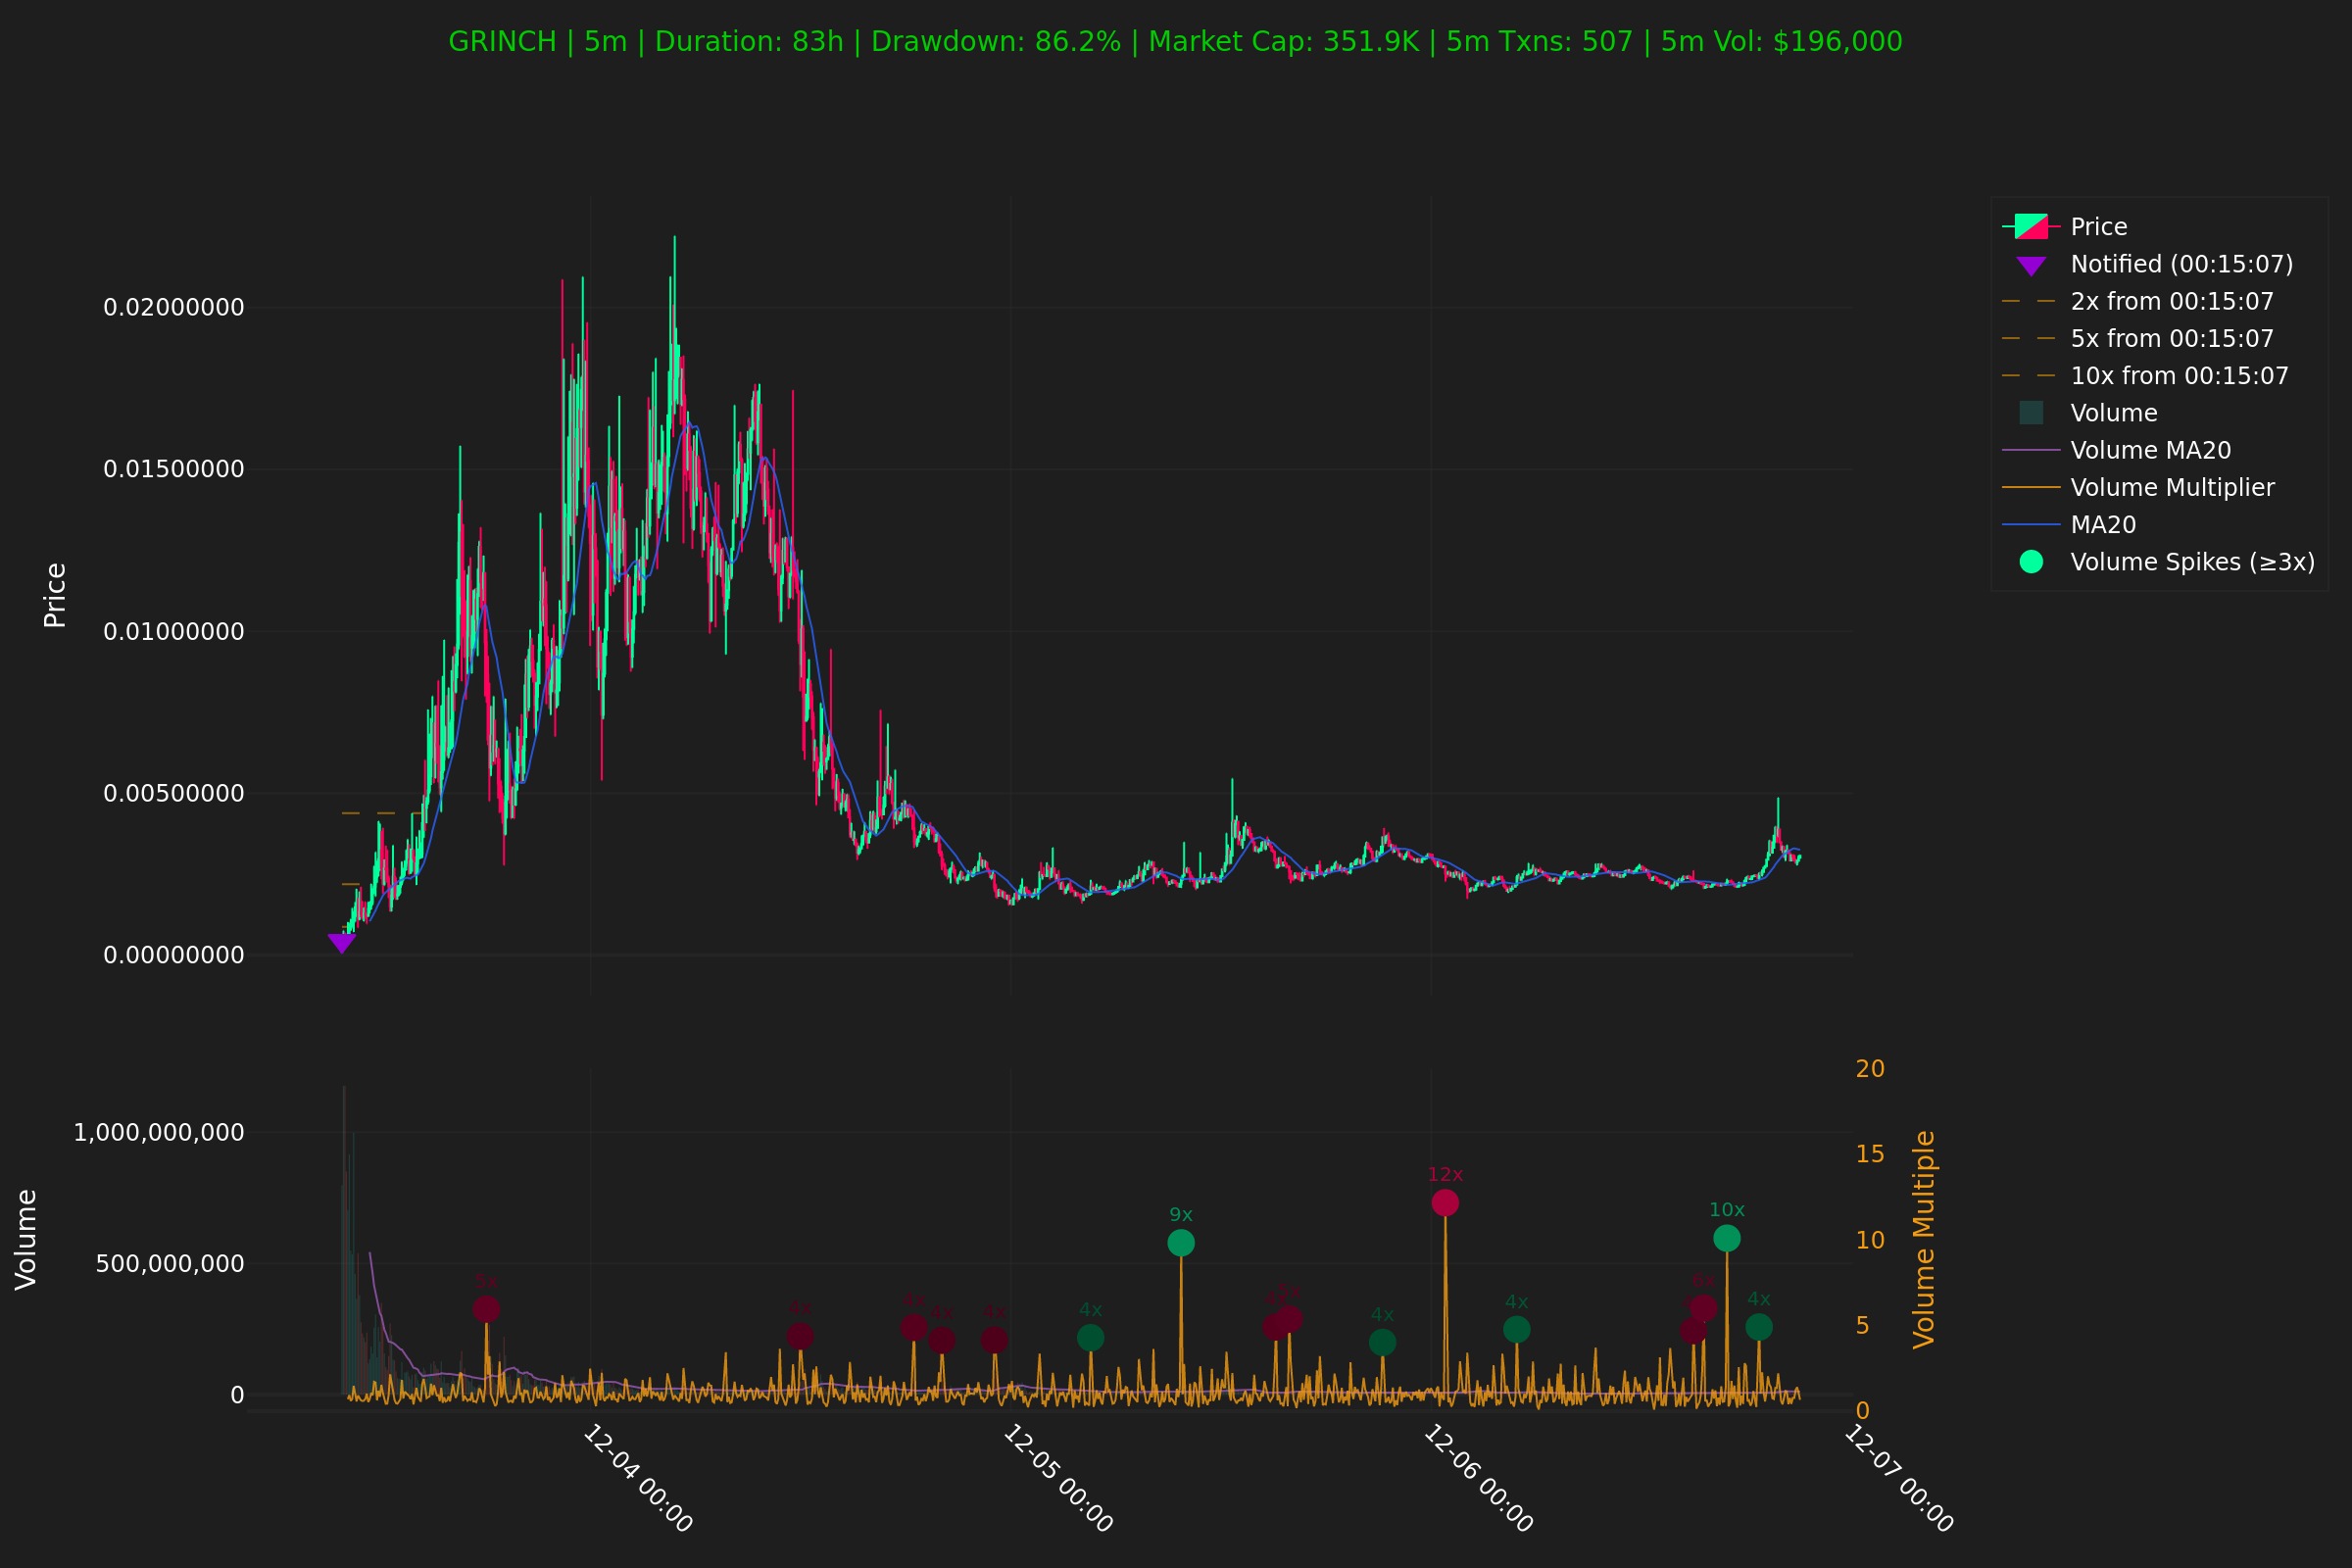 GRINCH | 5m | Duration: 83h | Drawdown: 86.2% | Market Cap: 351.9K | 5m Txns: 507 | 5m Vol: $196,000
Price
0.02000000
0.01500000
0.01000000
0.00500000
0.00000000
Price
Notified (00:15:07)
2x from 00:15:07
5x from 00:15:07
10x from 00:15:07
Volume
Volume MA20
Volume Multiplier
MA20
Volume Spikes (≥3x)
Volume
1,000,000,000
500,000,000
0
5x
4x
4x
4x
4x
4x
9x
5x
4x
12x
4x
6x
10x
4x
20
15
10
5
0
Volume Multiple
12-04 00:00
12-05 00:00
12-06 00:00
12-07 00:00